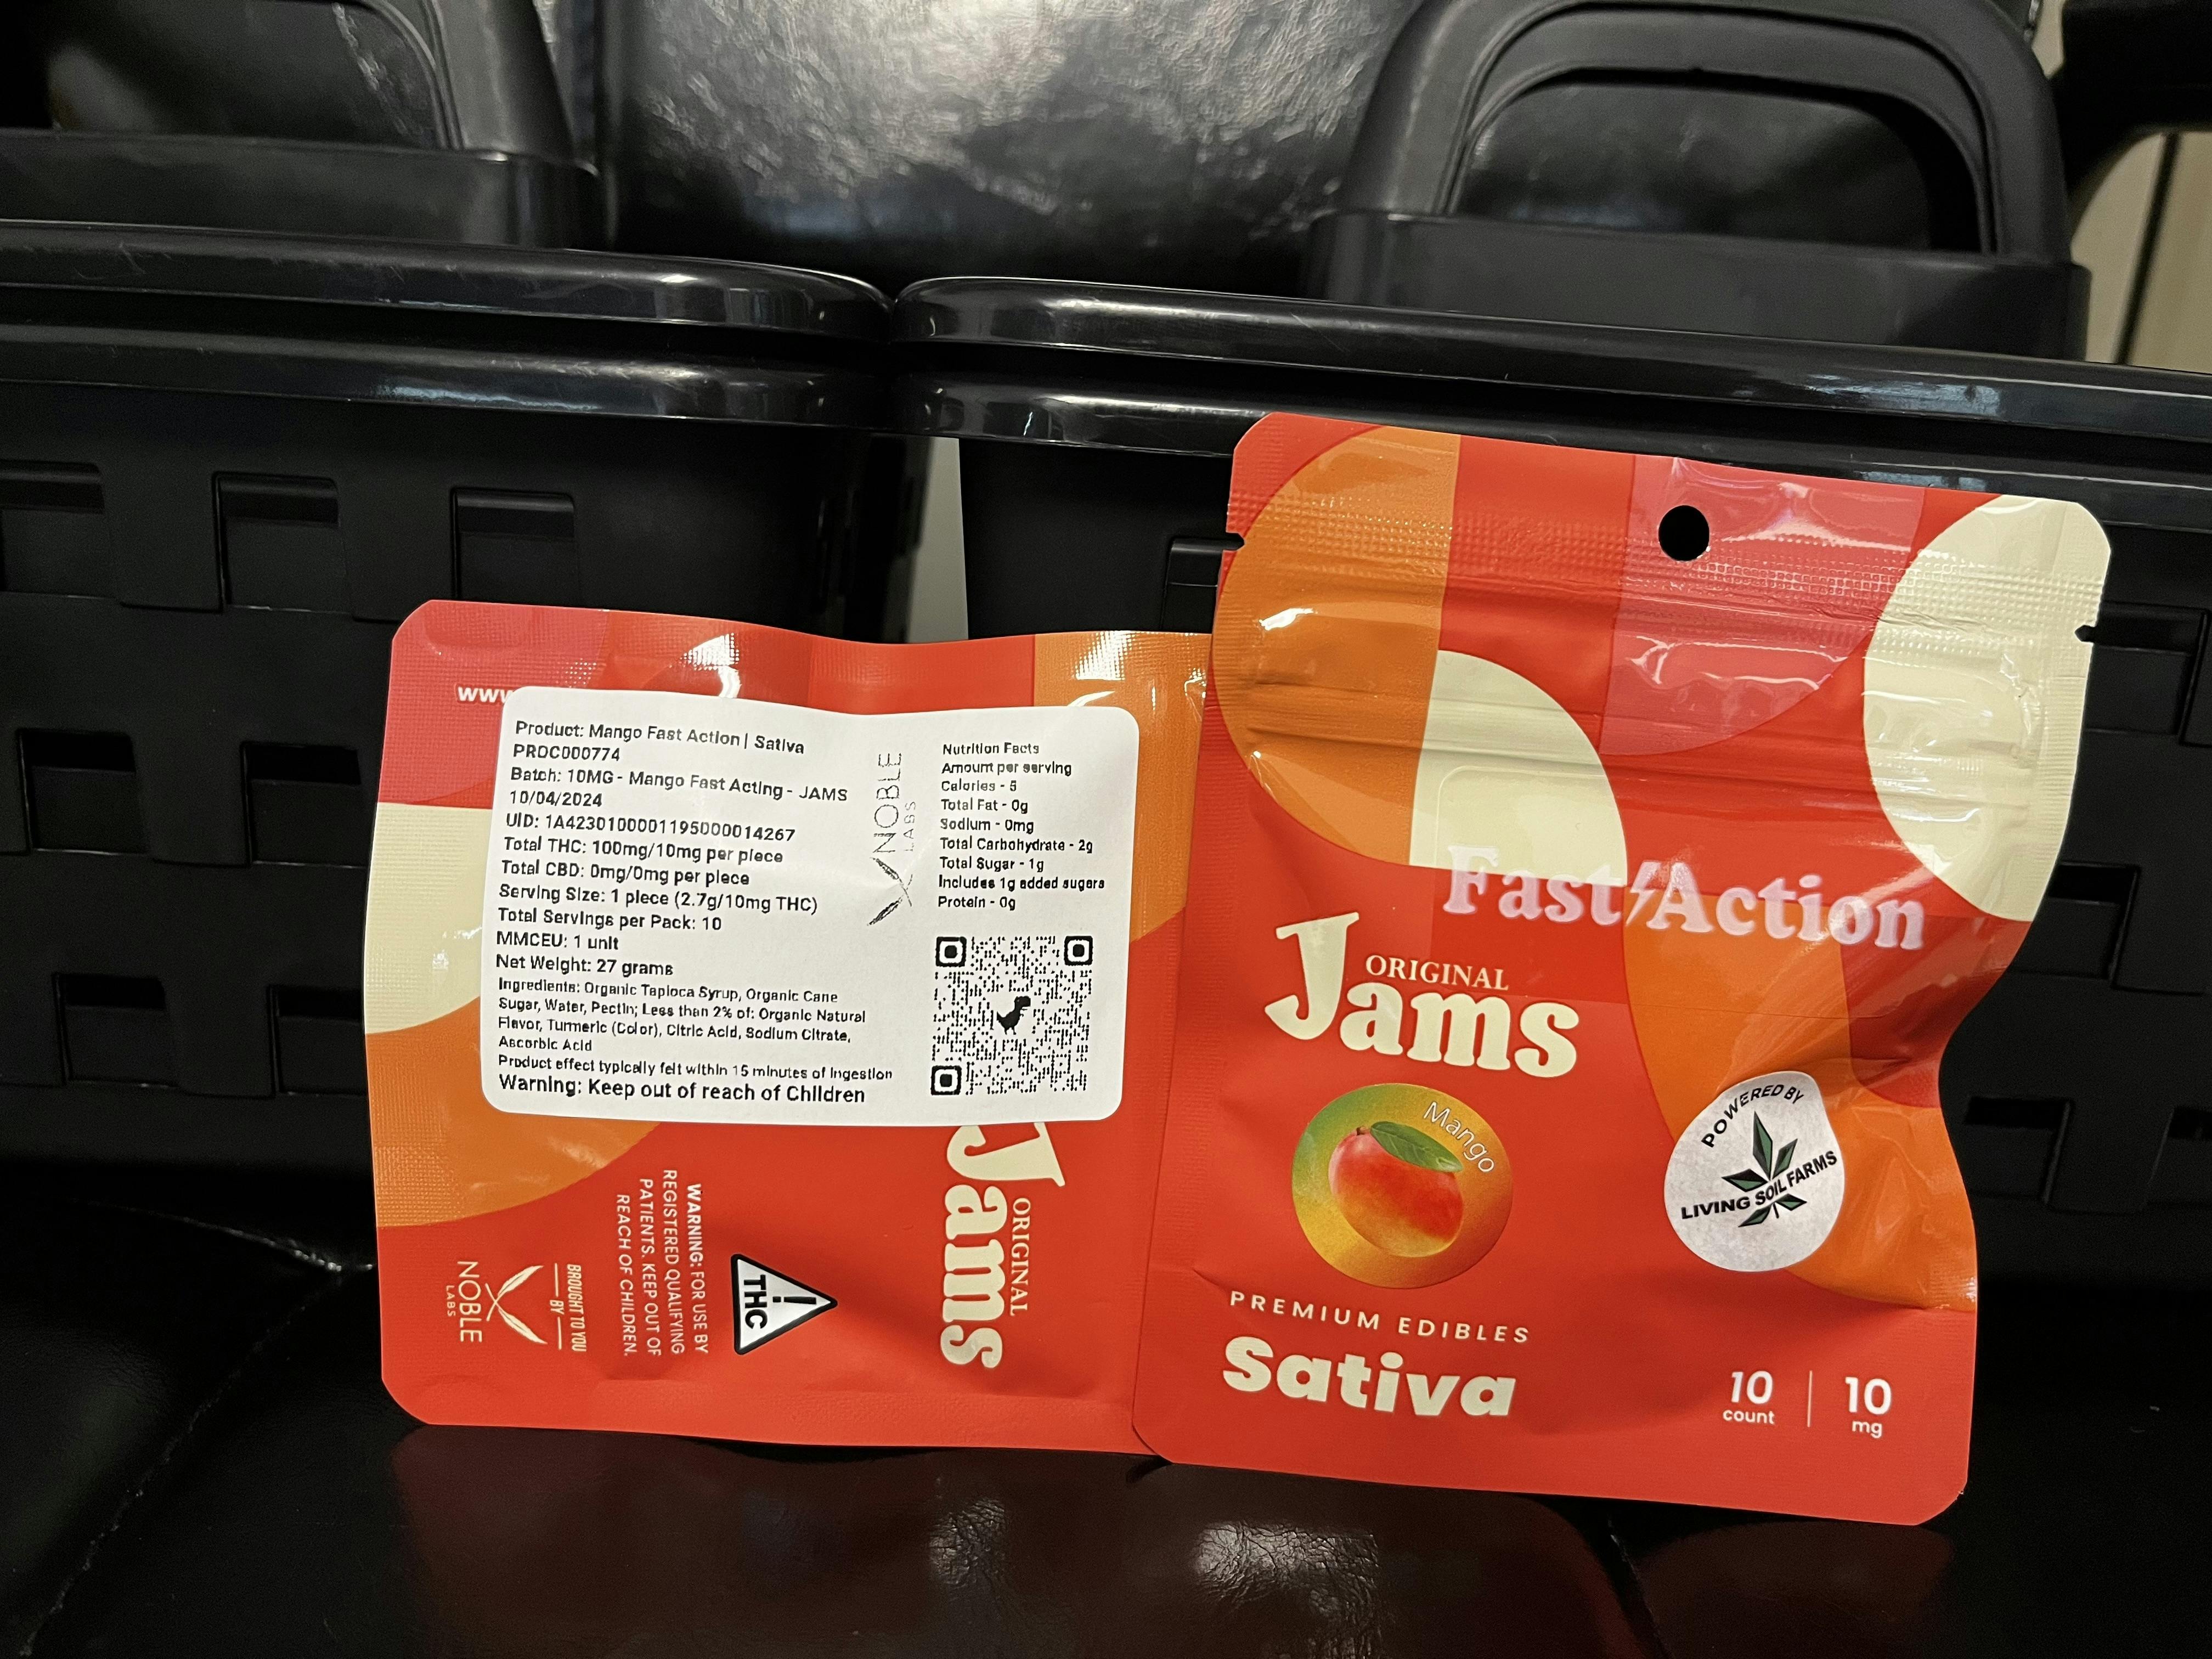 www
Product: Mango Fast Action | Sativa
PRDC000774
Batch: 10MG - Mango Fast Acting - JAMS
10/04/2024
UID: 1A4230100001195000014267
Total THC: 100mg/10mg per piece
Total CBD: 0mg/0mg per piece
Serving Size: 1 piece (2.7g/10mg THC)
Total Servings per Pack: 10
MMCEU: 1 unit
Net Weight: 27 grams
Ingredients: Organic Tapioca Syrup, Organic Cane
Sugar, Water, Pectin; Less than 2% of: Organic Natural
Flavor, Turmeric (Color), Citric Acid, Sodium Citrate,
Ascorbic Acid
Product effect typically felt within 15 minutes of ingestion
Warning: Keep out of reach of Children
NOBLE
LABS
Nutrition Facts
Amount per serving
Calories - 5
Total Fat - 0g
Sodium - 0mg
Total Carbohydrate - 2g
Total Sugar - 1g
Includes 1g added sugars
Protein - 0g
ORIGINAL
Jams
!
THC
WARNING: FOR USE BY
REGISTERED QUALIFYING
PATIENTS. KEEP OUT OF
REACH OF CHILDREN.
BROUGHT TO YOU
BY
NOBLE
LABS
Fast Action
ORIGINAL
Jams
Mango
POWERED BY
LIVING SOIL FARMS
PREMIUM EDIBLES
Sativa
10
count
10
mg